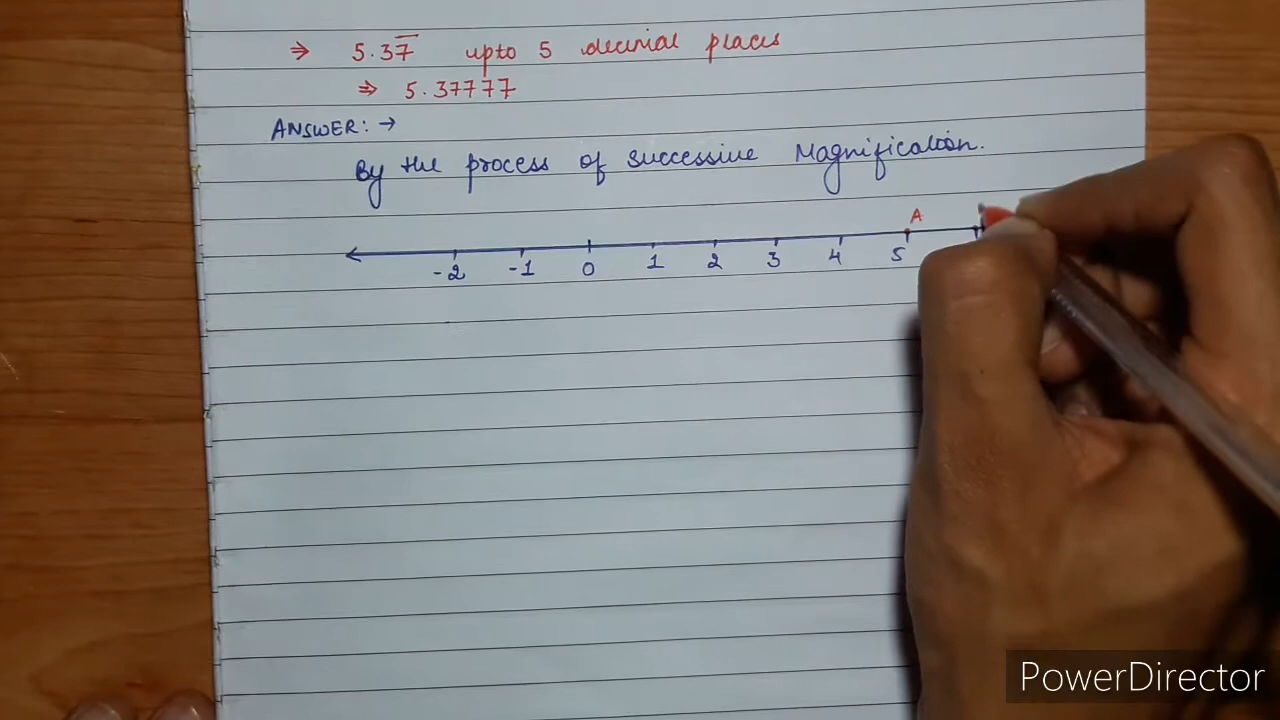 ⇒ 5.37̅ upto 5 decimal places
⇒ 5.37777
ANSWER: →
By the process of successive Magnification.
A
-2 -1 0 1 2 3 4 5
PowerDirector